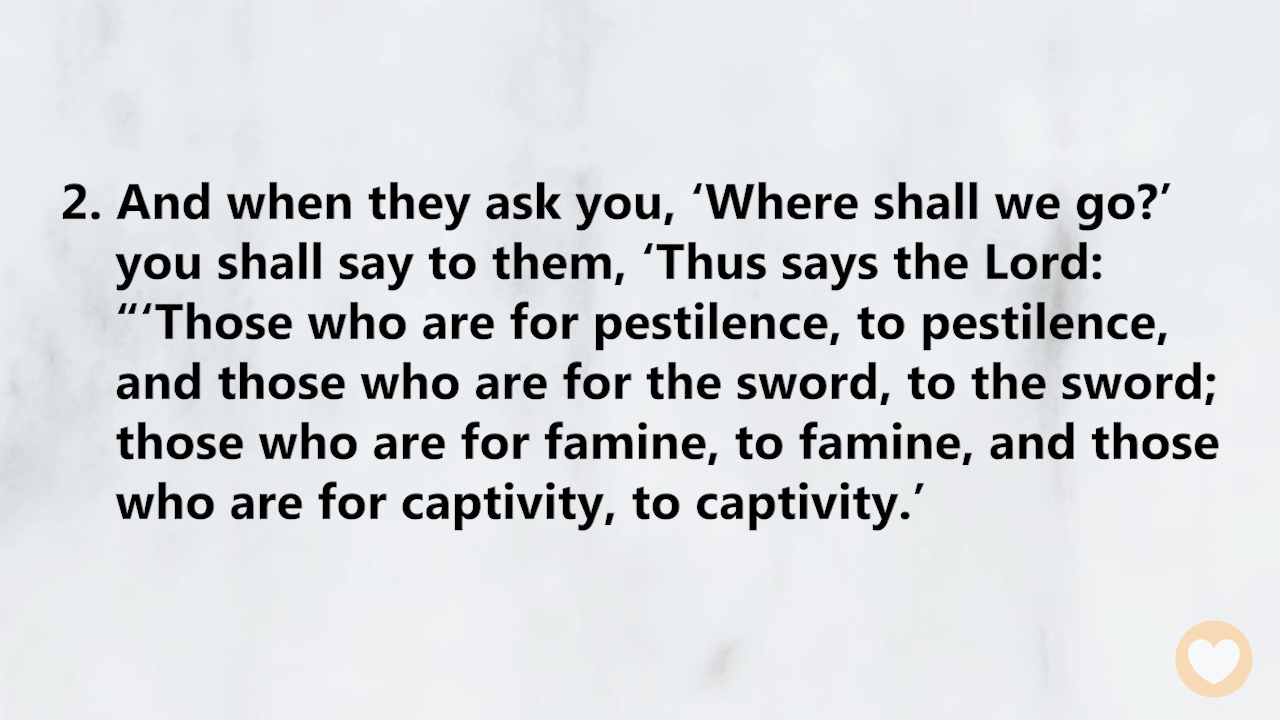 2. And when they ask you, ‘Where shall we go?’
you shall say to them, ‘Thus says the Lord:
“‘Those who are for pestilence, to pestilence,
and those who are for the sword, to the sword;
those who are for famine, to famine, and those
who are for captivity, to captivity.’